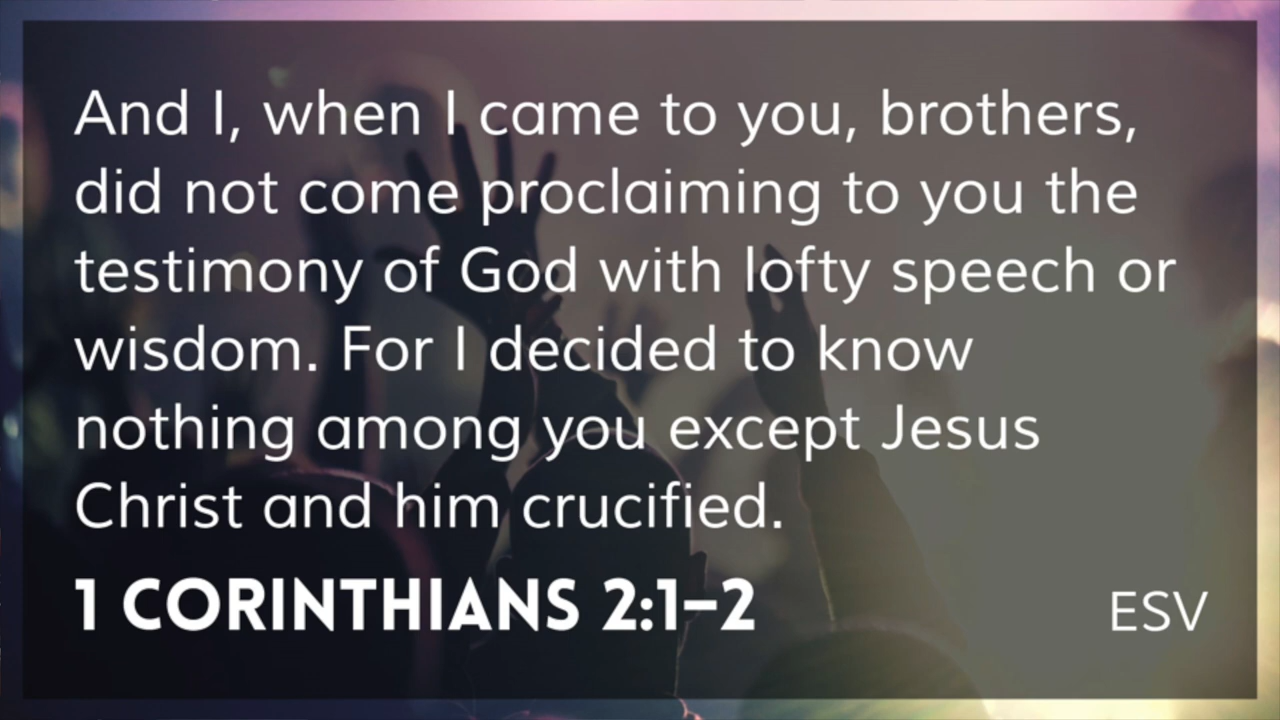 And I, when I came to you, brothers,
did not come proclaiming to you the
testimony of God with lofty speech or
wisdom. For I decided to know
nothing among you except Jesus
Christ and him crucified.
1 CORINTHIANS 2:1–2
ESV